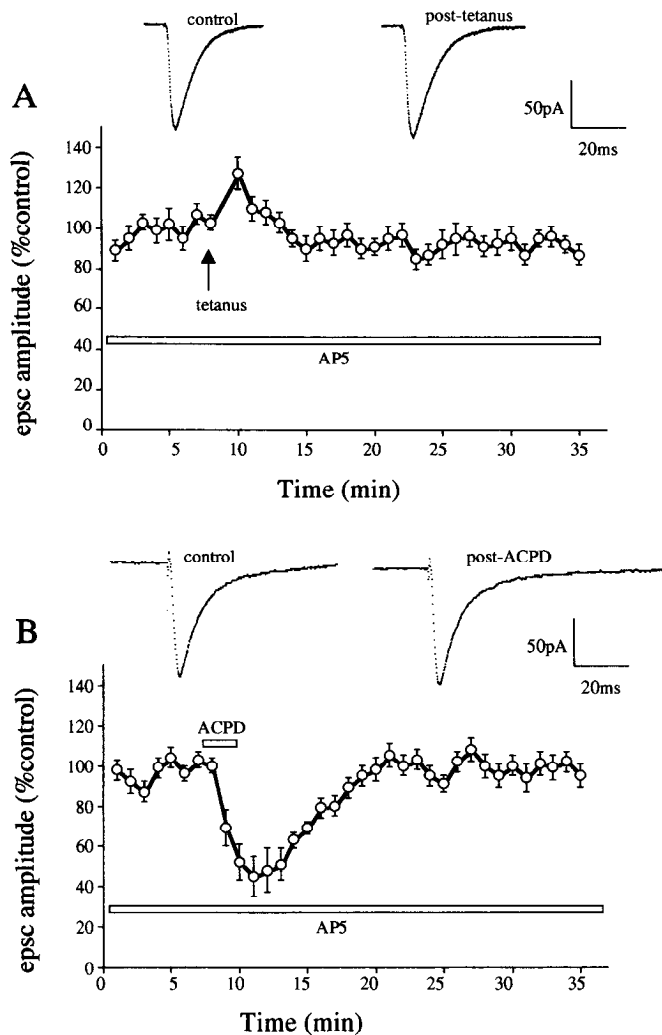 control
post-tetanus
A
50pA
20ms
epsc amplitude (%control)
140
120
100
80
60
40
20
0
tetanus
AP5
0 5 10 15 20 25 30 35
Time (min)
control
post-ACPD
B
50pA
20ms
epsc amplitude (%control)
140
120
100
80
60
40
20
0
ACPD
AP5
0 5 10 15 20 25 30 35
Time (min)